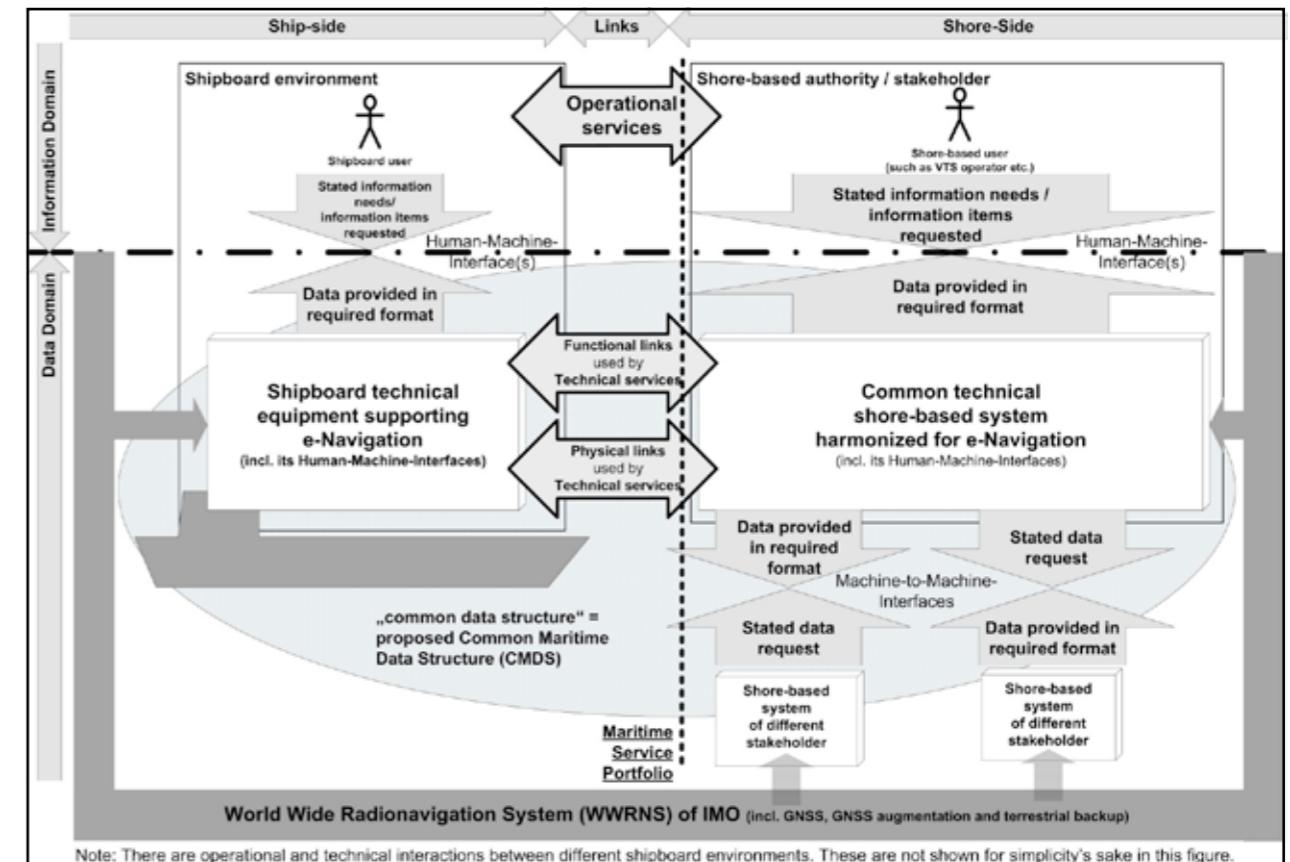 Ship-side
Links
Shore-Side
Information Domain
Data Domain
Shipboard environment
Shipboard user
Stated information
needs/
information items
requested
Human-Machine-
Interface(s)
Data provided in
required format
Shipboard technical
equipment supporting
e-Navigation
(incl. its Human-Machine-Interfaces)
Operational
services
Functional links
used by
Technical services
Physical links
used by
Technical services
Shore-based authority / stakeholder
Shore-based user
(such as VTS operator etc.)
Stated information needs /
information items
requested
Human-Machine-
Interface(s)
Data provided in
required format
Common technical
shore-based system
harmonized for e-Navigation
(incl. its Human-Machine-Interfaces)
Data provided
in required
format
Stated data
request
Machine-to-Machine-
Interfaces
Stated data
request
Data provided in
required format
„common data structure“ =
proposed Common Maritime
Data Structure (CMDS)
Shore-based
system
of different
stakeholder
Shore-based
system
of different
stakeholder
Maritime
Service
Portfolio
World Wide Radionavigation System (WWRNS) of IMO (incl. GNSS, GNSS augmentation and terrestrial backup)
Note: There are operational and technical interactions between different shipboard environments. These are not shown for simplicity's sake in this figure.